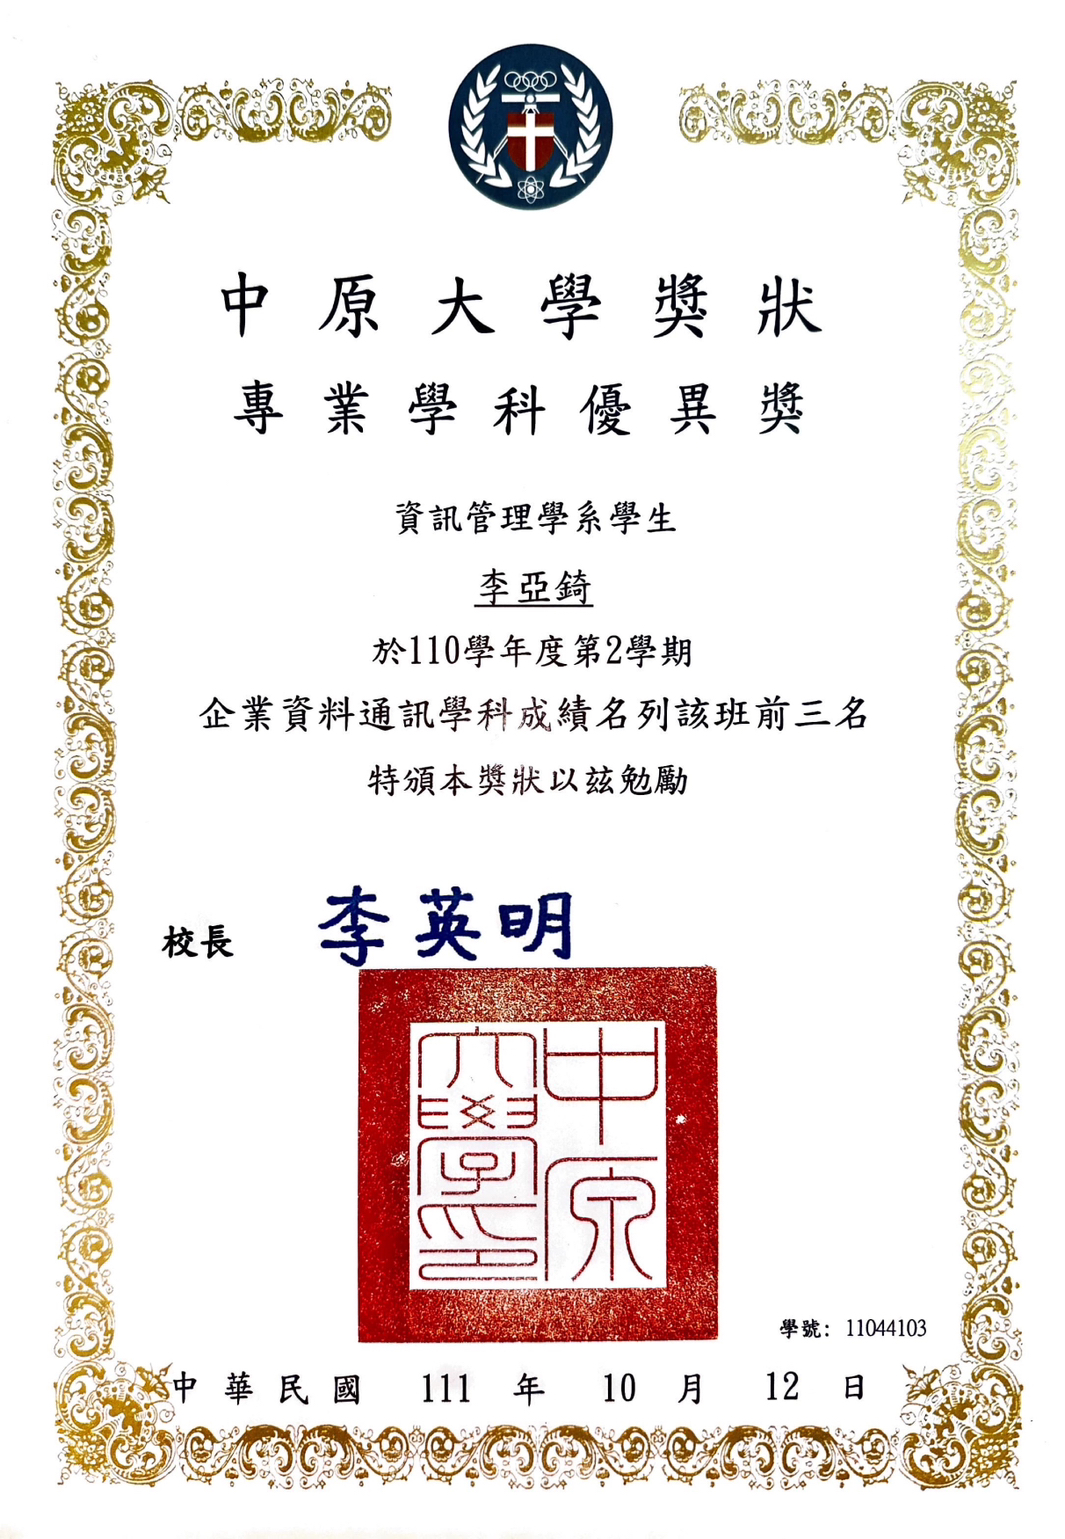 中原大學獎狀
專業學科優異獎
資訊管理學系學生
李亞錡
於110學年度第2學期
企業資料通訊學科成績名列該班前三名
特頒本獎狀以茲勉勵
校長 李英明
中原
大學印
學號：11044103
中華民國 111 年 10 月 12 日